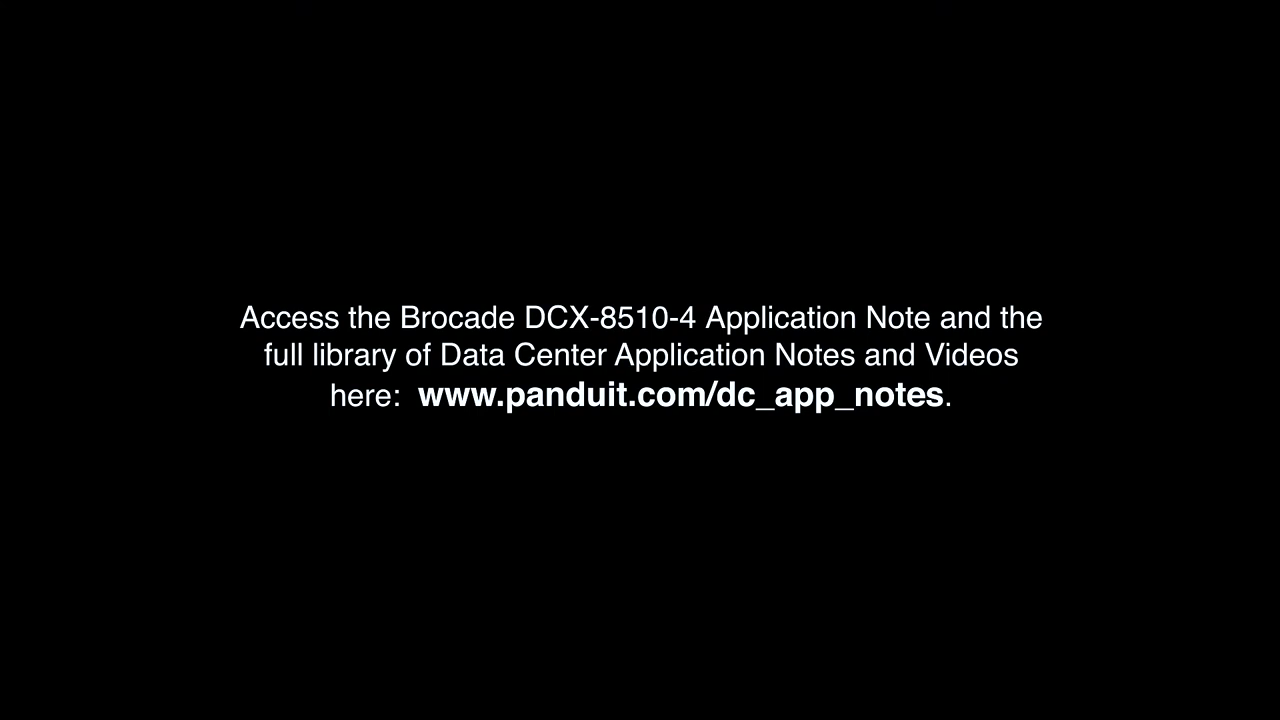 Access the Brocade DCX-8510-4 Application Note and the
full library of Data Center Application Notes and Videos
here:  www.panduit.com/dc_app_notes.